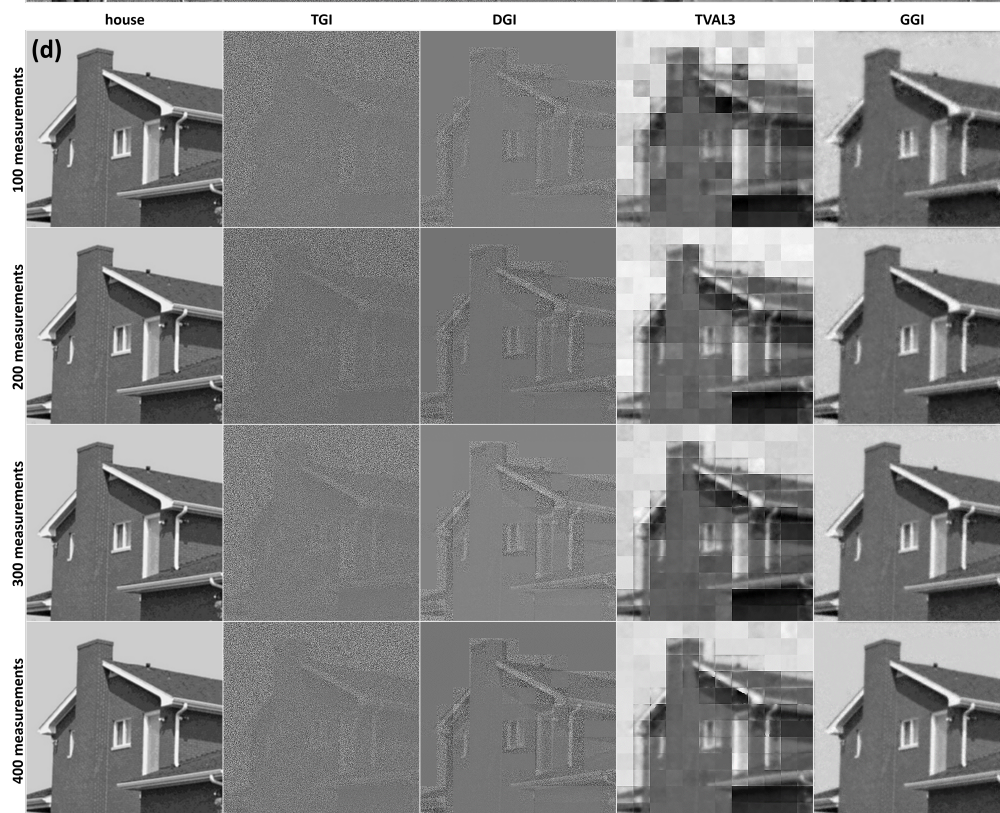 house TGI DGI TVAL3 GGI
(d)
100 measurements
200 measurements
300 measurements
400 measurements